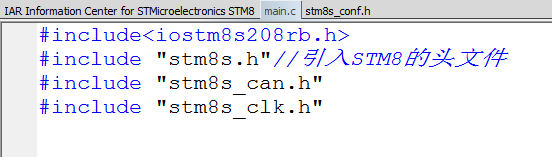 IAR Information Center for STMicroelectronics STM8 main.c stm8s_conf.h
#include<iostm8s208rb.h>
#include "stm8s.h"//引入STM8的头文件
#include "stm8s_can.h"
#include "stm8s_clk.h"